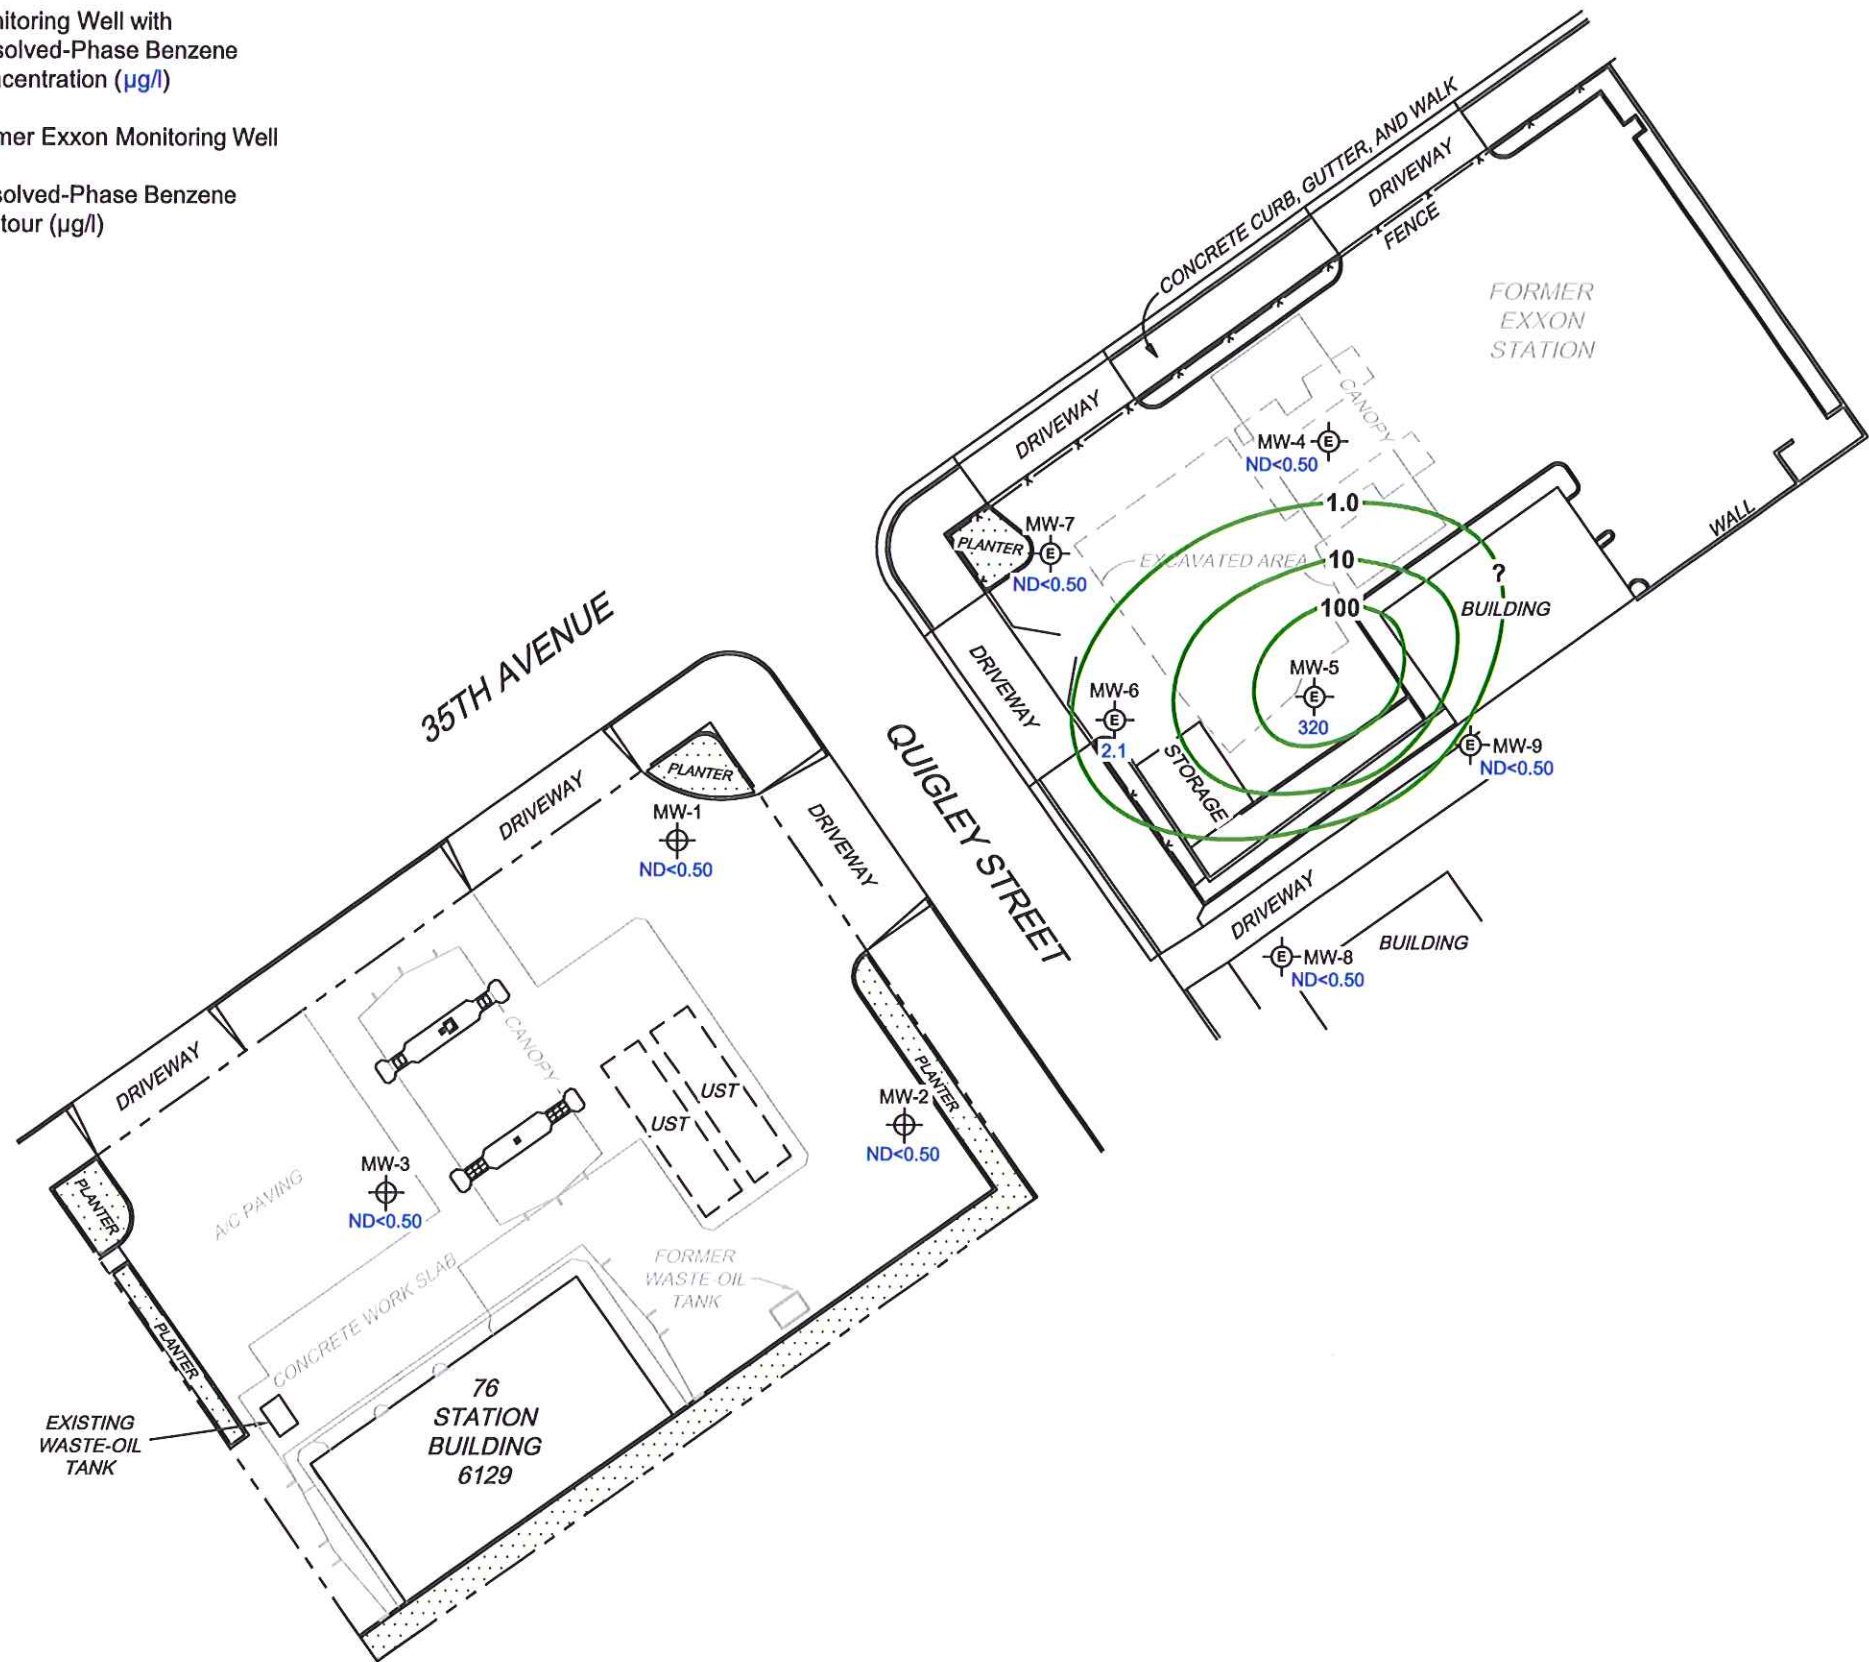 nitoring Well with
solved-Phase Benzene
centration (µg/l)
mer Exxon Monitoring Well
solved-Phase Benzene
tour (µg/l)
CONCRETE CURB, GUTTER, AND WALK
DRIVEWAY
FENCE
FORMER
EXXON
STATION
CANOPY
DRIVEWAY
MW-4
ND<0.50
1.0
MW-7
PLANTER
ND<0.50
EXCAVATED AREA
10
?
WALL
100
BUILDING
35TH AVENUE
DRIVEWAY
MW-5
320
MW-6
2.1
STORAGE
MW-9
ND<0.50
QUIGLEY STREET
PLANTER
DRIVEWAY
MW-1
ND<0.50
DRIVEWAY
DRIVEWAY
BUILDING
MW-8
ND<0.50
CANOPY
DRIVEWAY
UST
UST
PLANTER
MW-2
ND<0.50
MW-3
ND<0.50
A/C PAVING
PLANTER
FORMER
WASTE-OIL
TANK
CONCRETE WORK SLAB
PLANTER
76
STATION
BUILDING
6129
EXISTING
WASTE-OIL
TANK